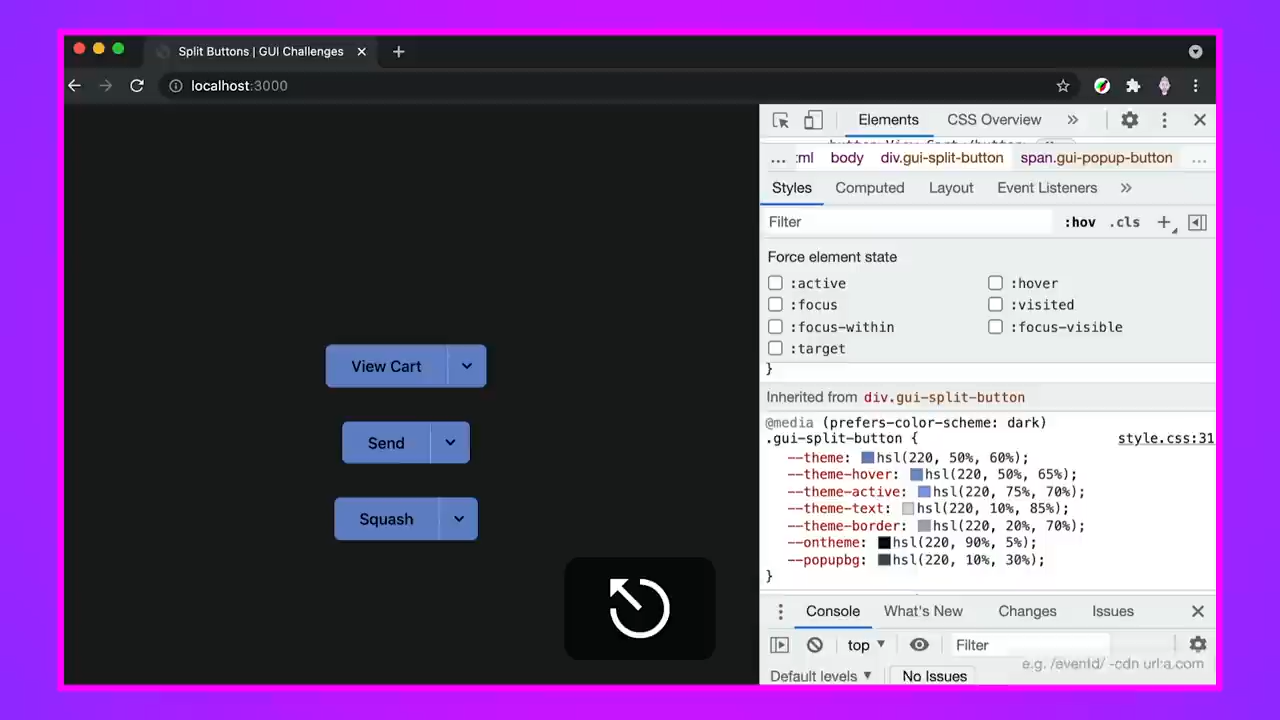 Split Buttons | GUI Challenges
localhost:3000
Elements
CSS Overview
ml body div.gui-split-button span.gui-popup-button
Styles Computed Layout Event Listeners
Filter
:hov .cls
Force element state
:active :hover
:focus :visited
:focus-within :focus-visible
:target
}
Inherited from div.gui-split-button
@media (prefers-color-scheme: dark)
.gui-split-button { style.css:31
--theme: hsl(220, 50%, 60%);
--theme-hover: hsl(220, 50%, 65%);
--theme-active: hsl(220, 75%, 70%);
--theme-text: hsl(220, 10%, 85%);
--theme-border: hsl(220, 20%, 70%);
--ontheme: hsl(220, 90%, 5%);
--popupbg: hsl(220, 10%, 30%);
}
View Cart
Send
Squash
Console What's New Changes Issues
top
Filter
e.g. /eventId/ -cdn url:a.com
Default levels
No Issues